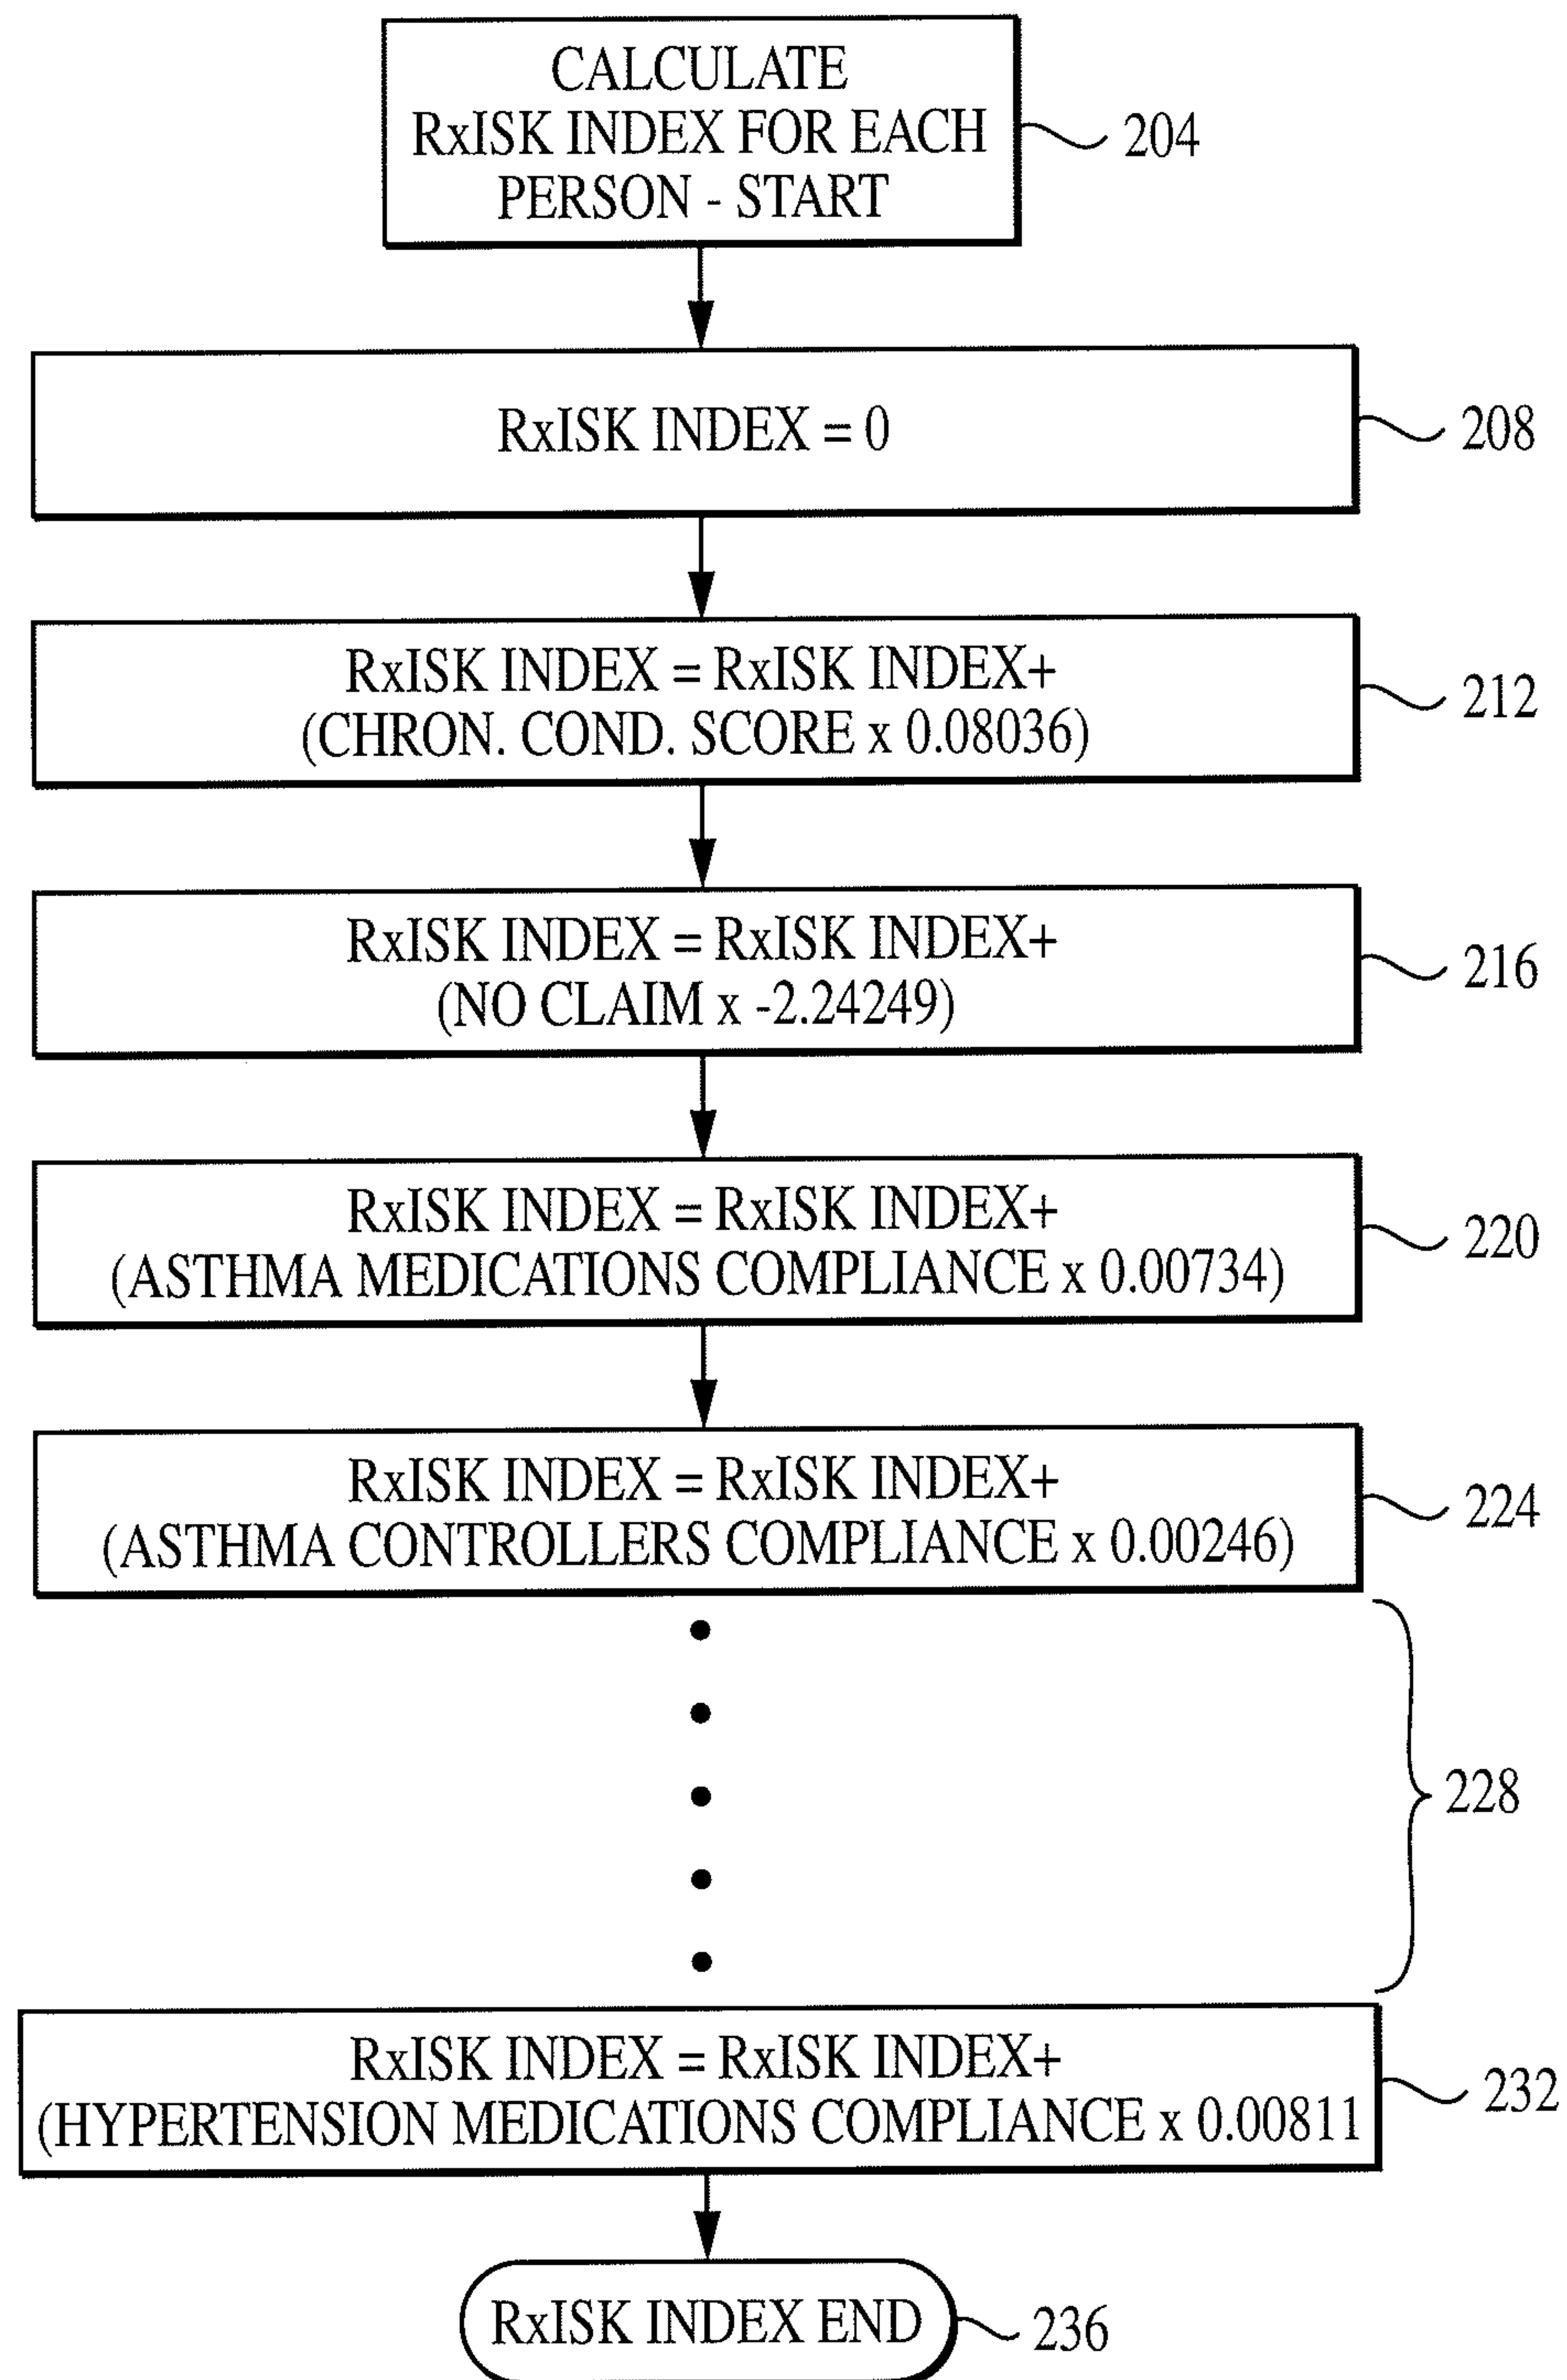 CALCULATE
RxISK INDEX FOR EACH
PERSON - START
204
RxISK INDEX = 0
208
RxISK INDEX = RxISK INDEX+
(CHRON. COND. SCORE x 0.08036)
212
RxISK INDEX = RxISK INDEX+
(NO CLAIM x -2.24249)
216
RxISK INDEX = RxISK INDEX+
(ASTHMA MEDICATIONS COMPLIANCE x 0.00734)
220
RxISK INDEX = RxISK INDEX+
(ASTHMA CONTROLLERS COMPLIANCE x 0.00246)
224
228
RxISK INDEX = RxISK INDEX+
(HYPERTENSION MEDICATIONS COMPLIANCE x 0.00811
232
RxISK INDEX END
236